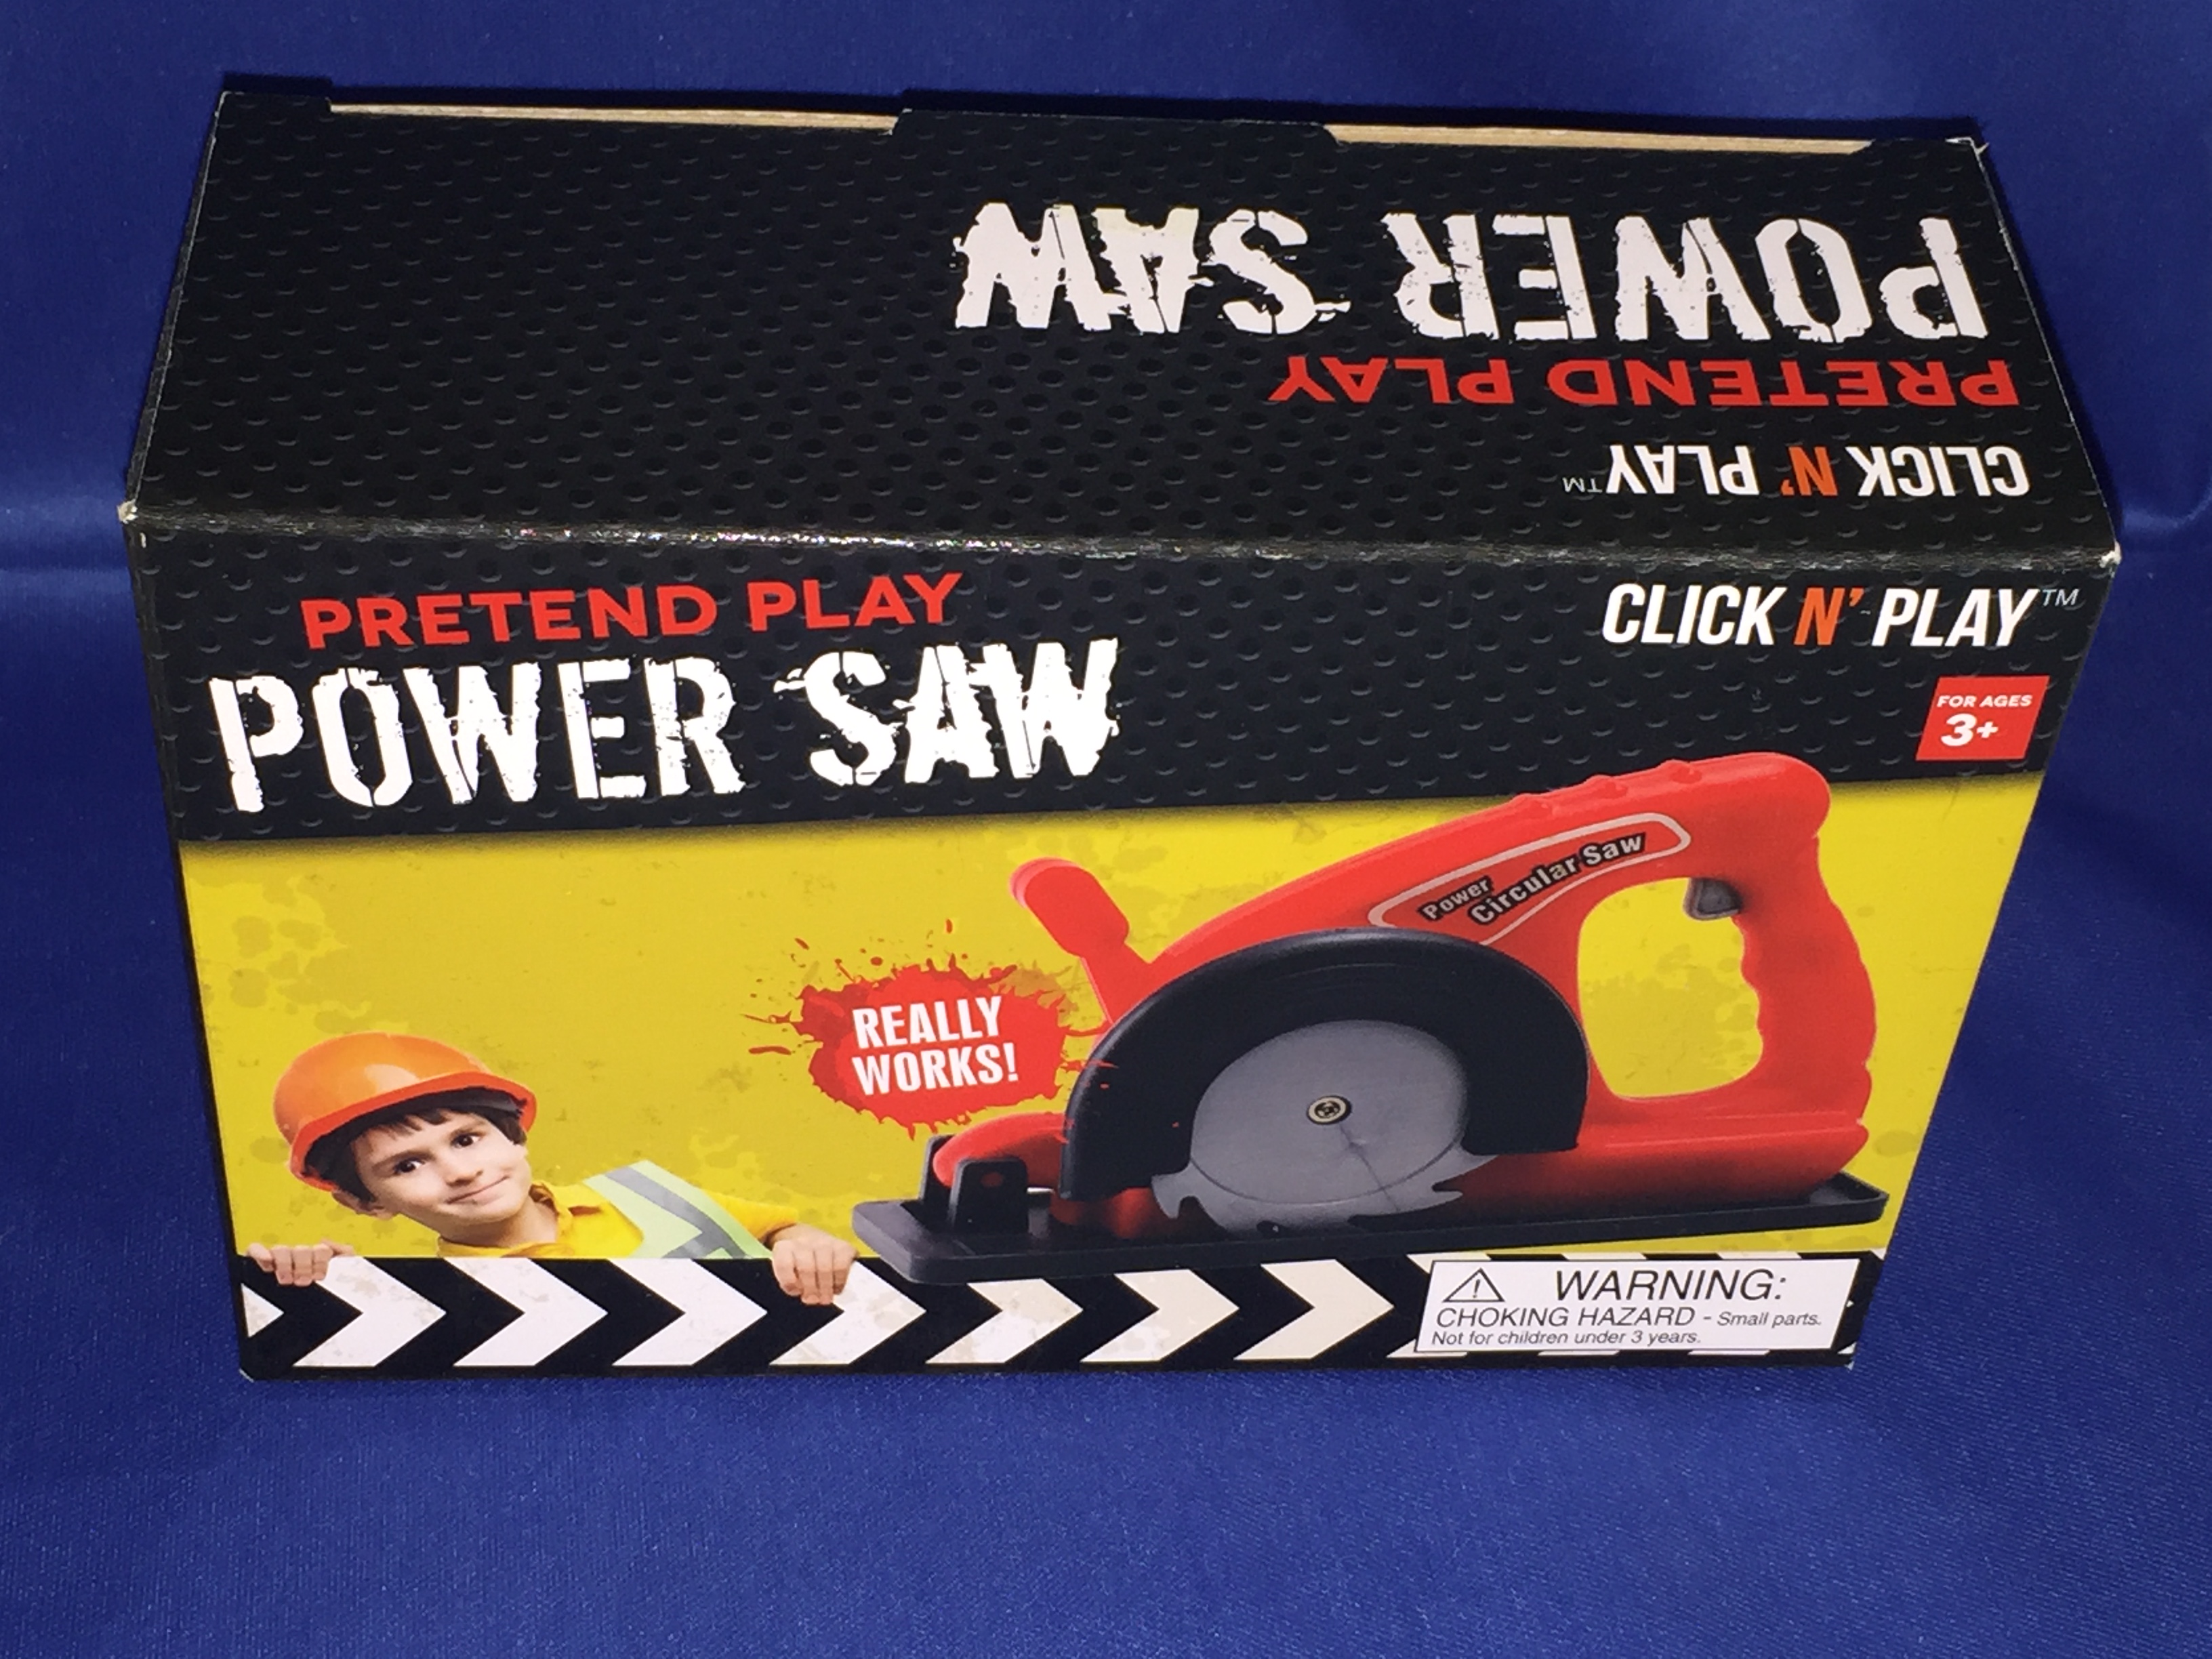 POWER SAW
PRETEND PLAY
CLICK N' PLAY™
PRETEND PLAY
POWER SAW
CLICK N' PLAY™
FOR AGES
3+
Power
Circular Saw
REALLY
WORKS!
WARNING:
CHOKING HAZARD - Small parts.
Not for children under 3 years.